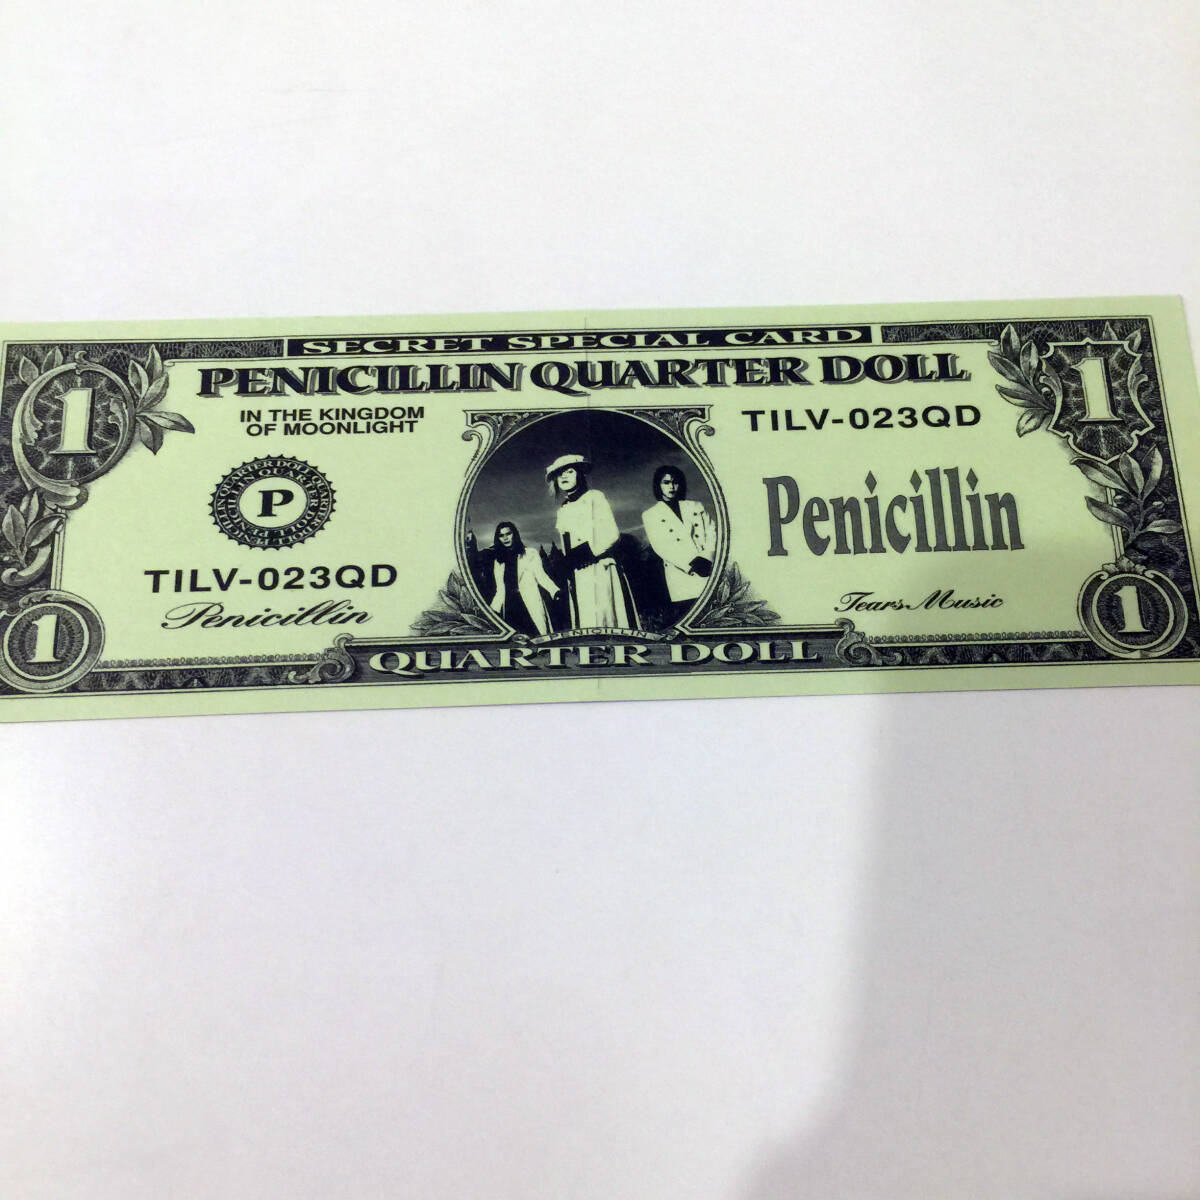 SECRET SPECIAL CARD
PENICILLIN QUARTER DOLL
1
1
IN THE KINGDOM
OF MOONLIGHT
TILV-023QD
P
Penicillin
TILV-023QD
Penicillin
Tears Music
PENICILLIN
1
1
QUARTER DOLL